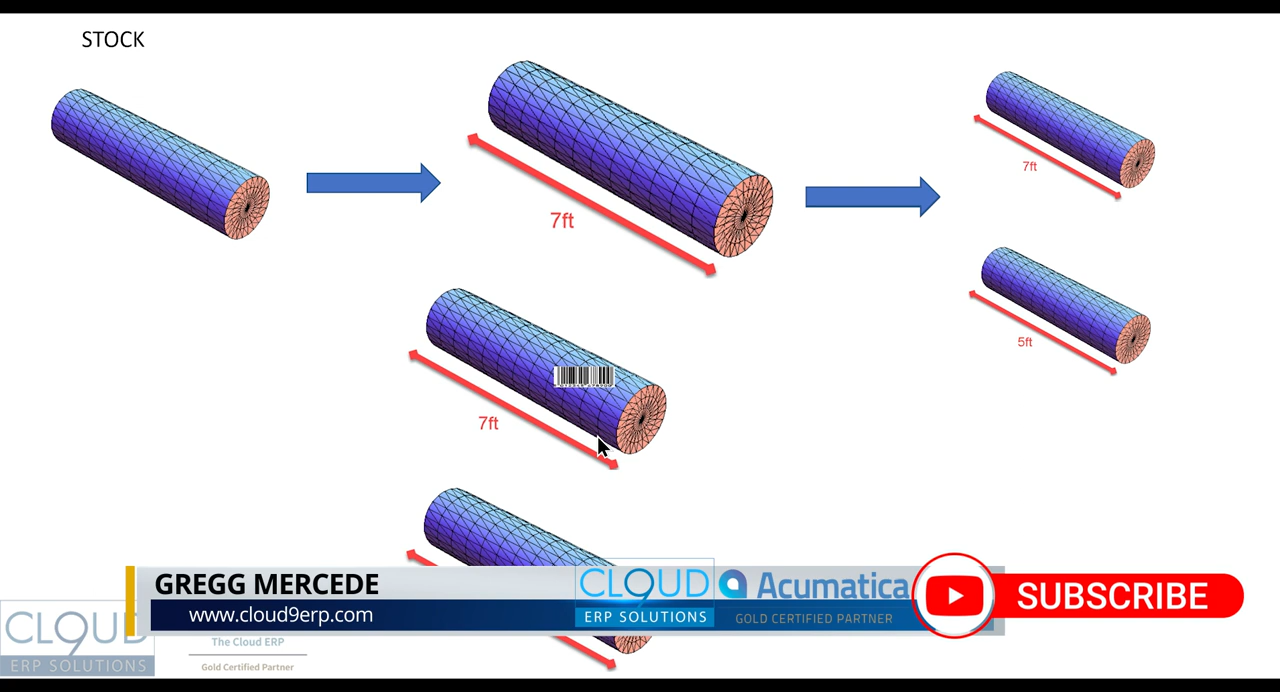 STOCK
7ft
7ft
5ft
7ft
GREGG MERCEDE
www.cloud9erp.com
CLOUD
ERP SOLUTIONS
Acumatica
GOLD CERTIFIED PARTNER
SUBSCRIBE
CLOUD
ERP SOLUTIONS
The Cloud ERP
Gold Certified Partner